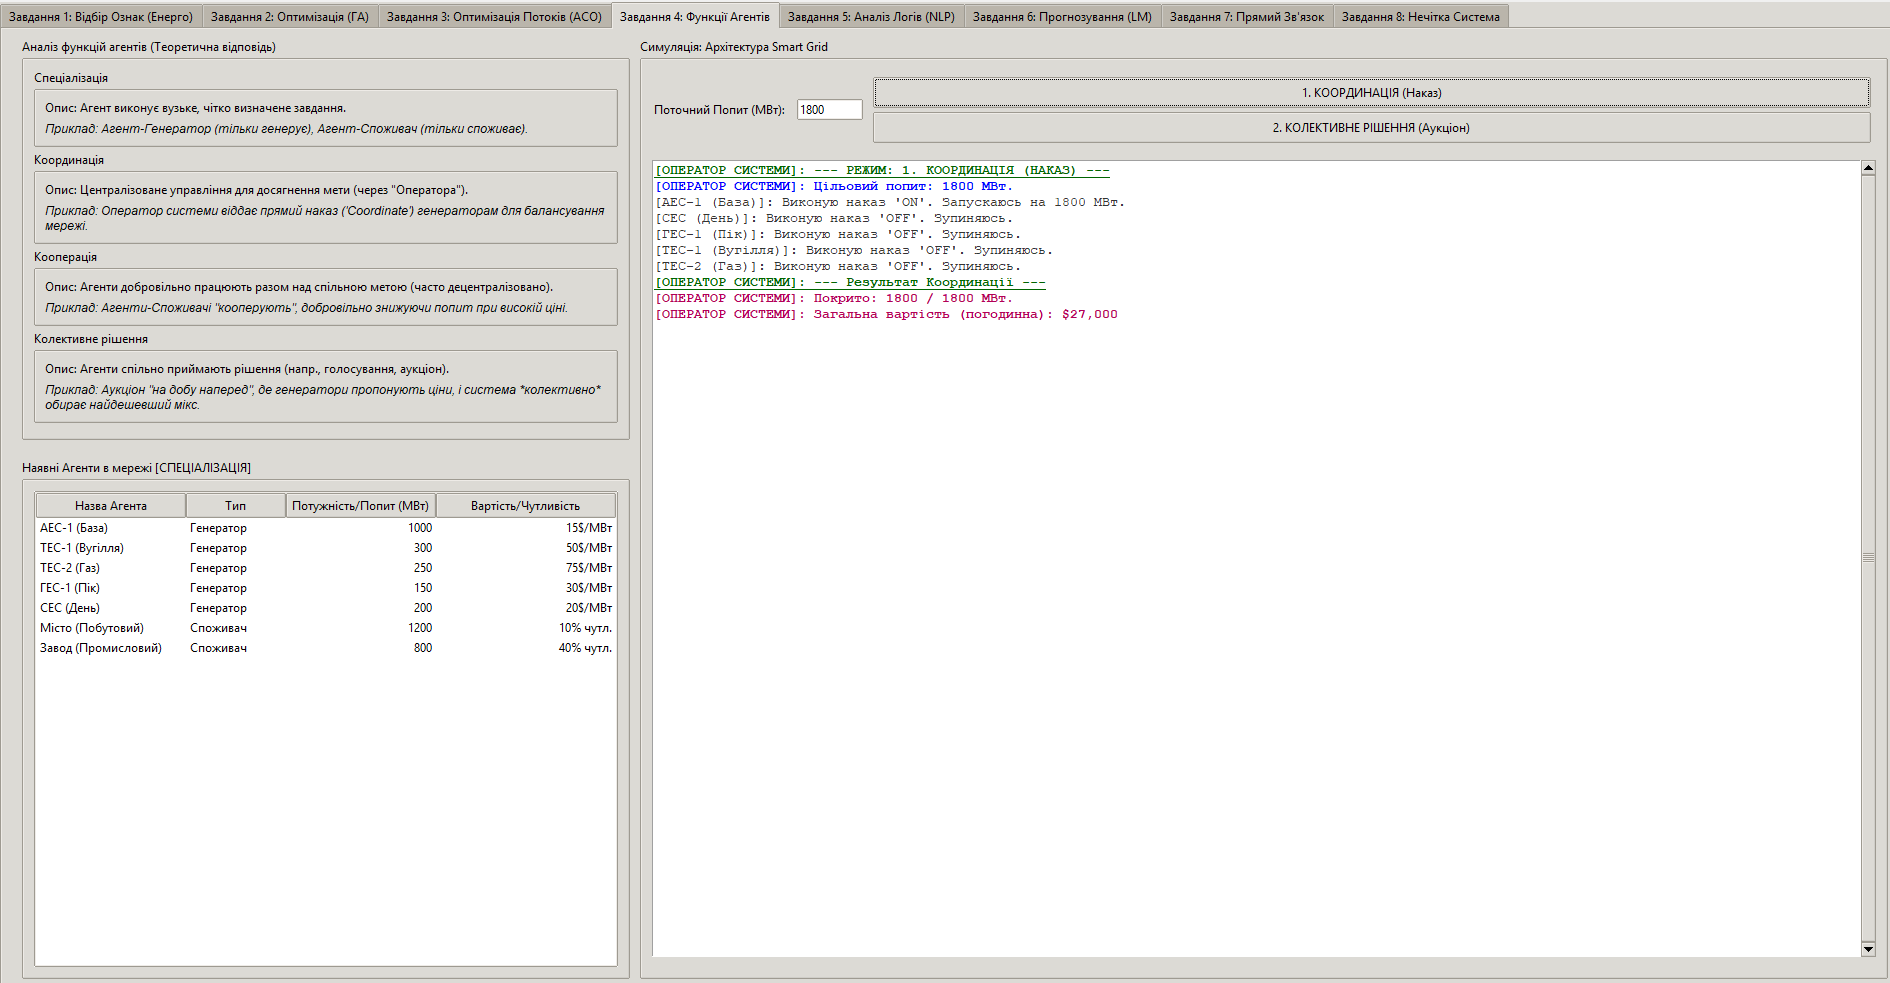 Завдання 1: Відбір Ознак (Енерго)
Завдання 2: Оптимізація (ГА)
Завдання 3: Оптимізація Потоків (ACO)
Завдання 4: Функції Агентів
Завдання 5: Аналіз Логів (NLP)
Завдання 6: Прогнозування (LM)
Завдання 7: Прямий Зв'язок
Завдання 8: Нечітка Система
Аналіз функцій агентів (Теоретична відповідь)
Спеціалізація
Опис: Агент виконує вузьке, чітко визначене завдання.
Приклад: Агент-Генератор (тільки генерує), Агент-Споживач (тільки споживає).
Координація
Опис: Централізоване управління для досягнення мети (через "Оператора").
Приклад: Оператор системи віддає прямий наказ ('Coordinate') генераторам для балансування
мережі.
Кооперація
Опис: Агенти добровільно працюють разом над спільною метою (часто децентралізовано).
Приклад: Агенти-Споживачі "кооперують", добровільно знижуючи попит при високій ціні.
Колективне рішення
Опис: Агенти спільно приймають рішення (напр., голосування, аукціон).
Приклад: Аукціон "на добу наперед", де генератори пропонують ціни, і система *колективно*
обирає найдешевший мікс.
Наявні Агенти в мережі [СПЕЦІАЛІЗАЦІЯ]
Назва Агента Тип Потужність/Попит (МВт) Вартість/Чутливість
АЕС-1 (База) Генератор 1000 15$/МВт
ТЕС-1 (Вугілля) Генератор 300 50$/МВт
ТЕС-2 (Газ) Генератор 250 75$/МВт
ГЕС-1 (Пік) Генератор 150 30$/МВт
СЕС (День) Генератор 200 20$/МВт
Місто (Побутовий) Споживач 1200 10% чутл.
Завод (Промисловий) Споживач 800 40% чутл.
Симуляція: Архітектура Smart Grid
Поточний Попит (МВт): 1800
1. КООРДИНАЦІЯ (Наказ)
2. КОЛЕКТИВНЕ РІШЕННЯ (Аукціон)
[ОПЕРАТОР СИСТЕМИ]: --- РЕЖИМ: 1. КООРДИНАЦІЯ (НАКАЗ) ---
[ОПЕРАТОР СИСТЕМИ]: Цільовий попит: 1800 МВт.
[АЕС-1 (База)]: Виконую наказ 'ON'. Запускаюсь на 1800 МВт.
[СЕС (День)]: Виконую наказ 'OFF'. Зупиняюсь.
[ГЕС-1 (Пік)]: Виконую наказ 'OFF'. Зупиняюсь.
[ТЕС-1 (Вугілля)]: Виконую наказ 'OFF'. Зупиняюсь.
[ТЕС-2 (Газ)]: Виконую наказ 'OFF'. Зупиняюсь.
[ОПЕРАТОР СИСТЕМИ]: --- Результат Координації ---
[ОПЕРАТОР СИСТЕМИ]: Покрито: 1800 / 1800 МВт.
[ОПЕРАТОР СИСТЕМИ]: Загальна вартість (погодинна): $27,000